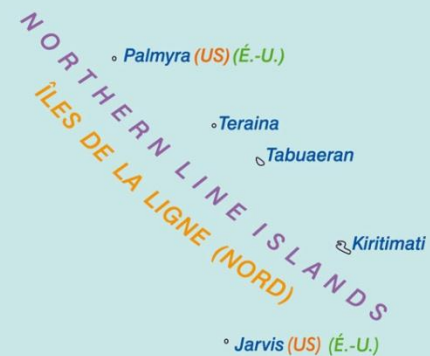 NORTHERN LINE ISLANDS
ÎLES DE LA LIGNE (NORD)
Palmyra (US) (É.-U.)
Teraina
Tabuaeran
Kiritimati
Jarvis (US) (É.-U.)